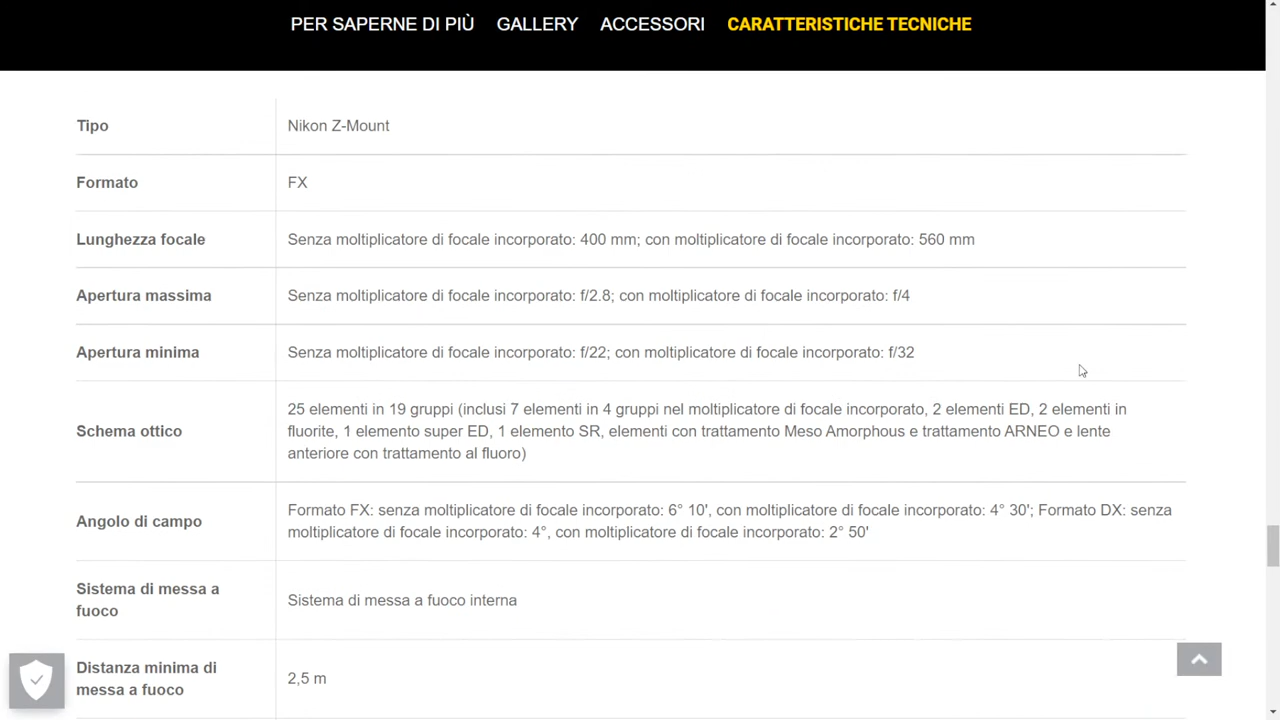 PER SAPERNE DI PIÙ GALLERY ACCESSORI CARATTERISTICHE TECNICHE
Tipo Nikon Z-Mount
Formato FX
Lunghezza focale Senza moltiplicatore di focale incorporato: 400 mm; con moltiplicatore di focale incorporato: 560 mm
Apertura massima Senza moltiplicatore di focale incorporato: f/2.8; con moltiplicatore di focale incorporato: f/4
Apertura minima Senza moltiplicatore di focale incorporato: f/22; con moltiplicatore di focale incorporato: f/32
Schema ottico
25 elementi in 19 gruppi (inclusi 7 elementi in 4 gruppi nel moltiplicatore di focale incorporato, 2 elementi ED, 2 elementi in
fluorite, 1 elemento super ED, 1 elemento SR, elementi con trattamento Meso Amorphous e trattamento ARNEO e lente
anteriore con trattamento al fluoro)
Angolo di campo
Formato FX: senza moltiplicatore di focale incorporato: 6° 10', con moltiplicatore di focale incorporato: 4° 30'; Formato DX: senza
moltiplicatore di focale incorporato: 4°, con moltiplicatore di focale incorporato: 2° 50'
Sistema di messa a
fuoco
Sistema di messa a fuoco interna
Distanza minima di
messa a fuoco
2,5 m